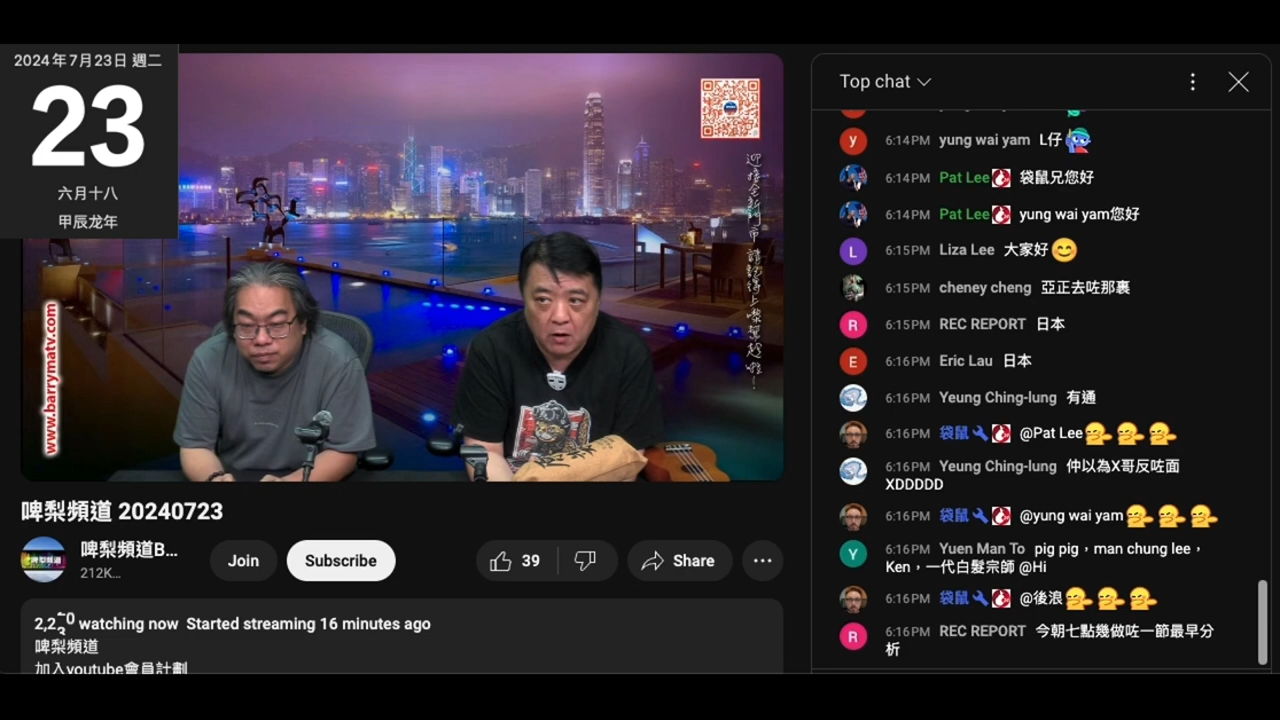 2024年7月23日 週二
23
六月十八
甲辰龙年
www.barrymatv.com
啤梨頻道 20240723
啤梨頻道B...
212K...
Join
Subscribe
39
Share
watching now Started streaming 16 minutes ago
啤梨頻道
加入youtube會員計劃
Top chat
6:14PM yung wai yam L仔
6:14PM Pat Lee 袋鼠兄您好
6:14PM Pat Lee yung wai yam您好
L 6:15PM Liza Lee 大家好😊
6:15PM cheney cheng 亞正去咗那裏
R 6:15PM REC REPORT 日本
E 6:16PM Eric Lau 日本
6:16PM Yeung Ching-lung 有通
6:16PM 袋鼠 @Pat Lee
6:16PM Yeung Ching-lung 仲以為X哥反咗面
XDDDDD
6:16PM 袋鼠 @yung wai yam
Y 6:16PM Yuen Man To pig pig，man chung lee，
Ken，一代白髮宗師 @Hi
6:16PM 袋鼠 @後浪
R 6:16PM REC REPORT 今朝七點幾做咗一節最早分
析